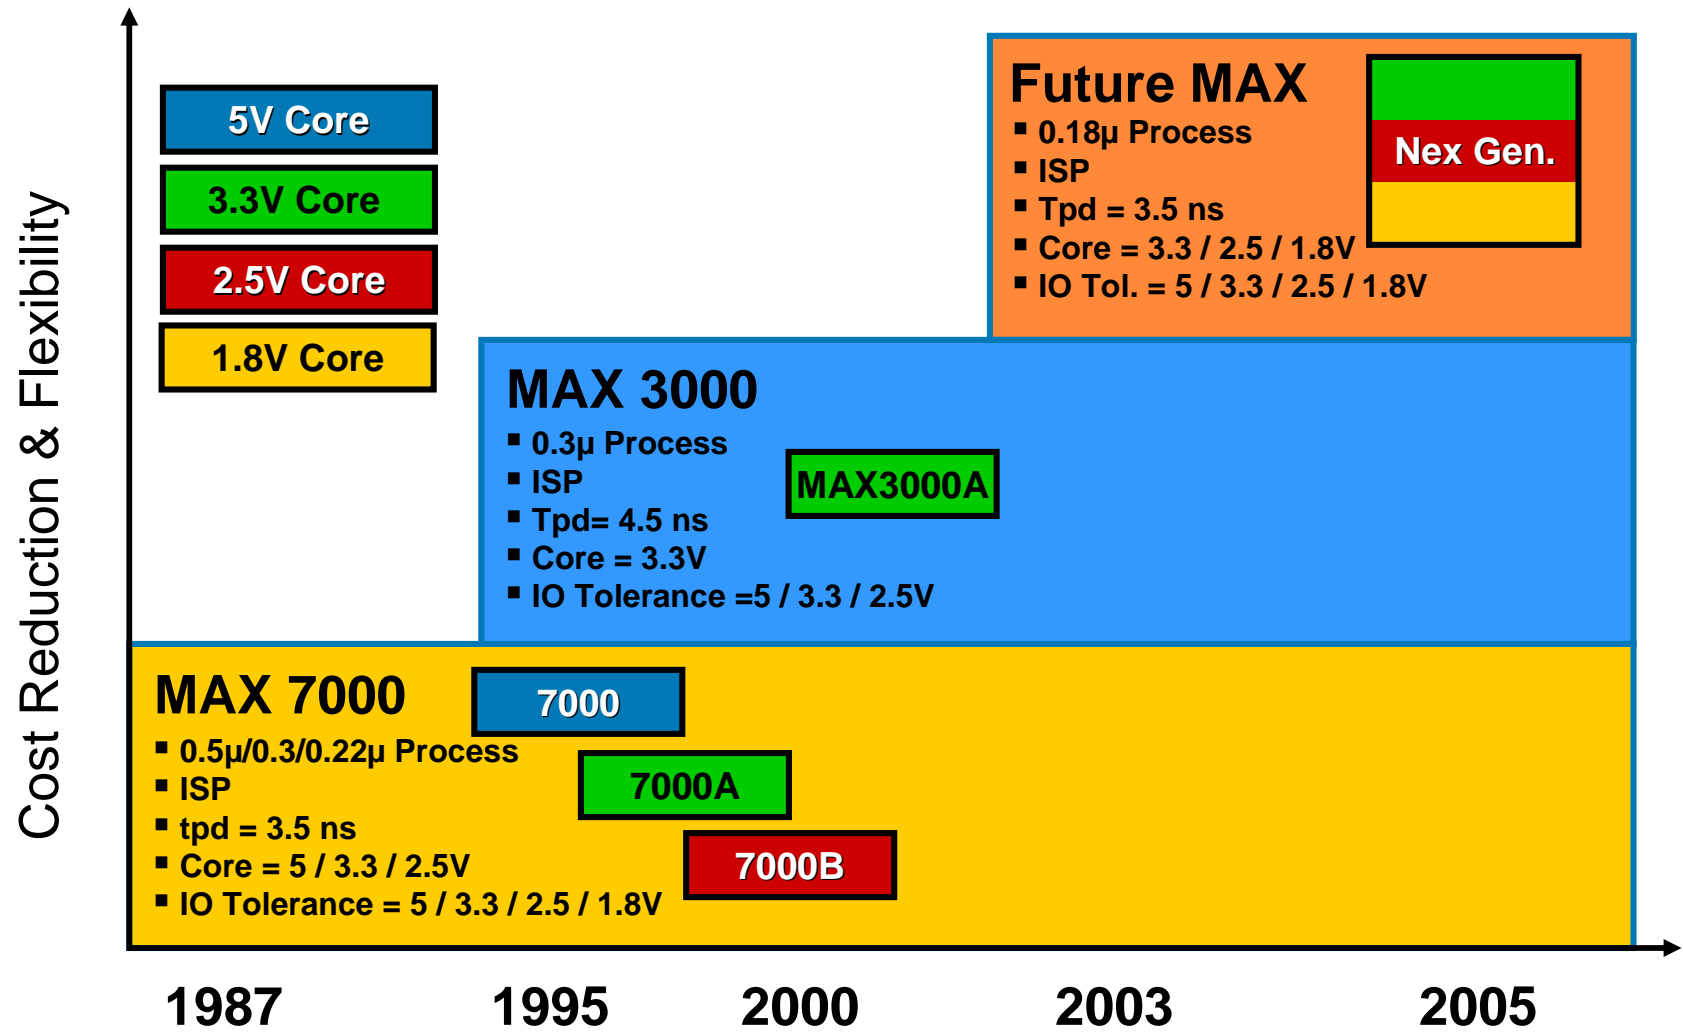 Cost Reduction & Flexibility
5V Core
3.3V Core
2.5V Core
1.8V Core
Future MAX
▪ 0.18µ Process
▪ ISP
▪ Tpd = 3.5 ns
▪ Core = 3.3 / 2.5 / 1.8V
▪ IO Tol. = 5 / 3.3 / 2.5 / 1.8V
Nex Gen.
MAX 3000
▪ 0.3µ Process
▪ ISP
▪ Tpd= 4.5 ns
▪ Core = 3.3V
▪ IO Tolerance =5 / 3.3 / 2.5V
MAX3000A
MAX 7000
▪ 0.5µ/0.3/0.22µ Process
▪ ISP
▪ tpd = 3.5 ns
▪ Core = 5 / 3.3 / 2.5V
▪ IO Tolerance = 5 / 3.3 / 2.5 / 1.8V
7000
7000A
7000B
1987 1995 2000 2003 2005